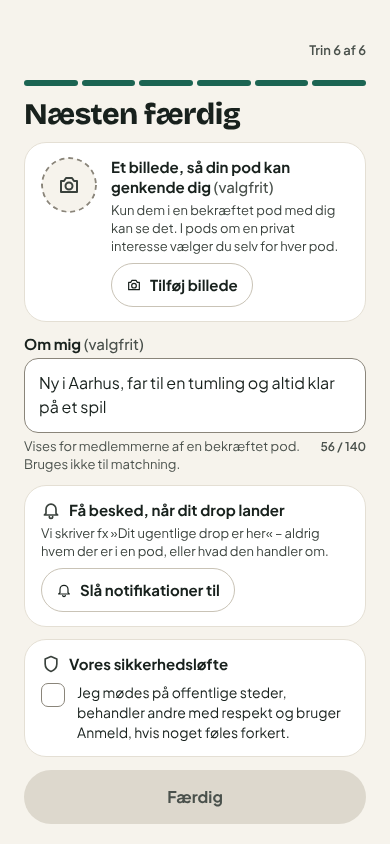 Trin 6 af 6
Næsten færdig
Et billede, så din pod kan
genkende dig (valgfrit)
Kun dem i en bekræftet pod med dig
kan se det. I pods om en privat
interesse vælger du selv for hver pod.
Tilføj billede
Om mig (valgfrit)
Ny i Aarhus, far til en tumling og altid klar
på et spil
Vises for medlemmerne af en bekræftet pod.
Bruges ikke til matchning.
56 / 140
Få besked, når dit drop lander
Vi skriver fx »Dit ugentlige drop er her« – aldrig
hvem der er i en pod, eller hvad den handler om.
Slå notifikationer til
Vores sikkerhedsløfte
Jeg mødes på offentlige steder,
behandler andre med respekt og bruger
Anmeld, hvis noget føles forkert.
Færdig